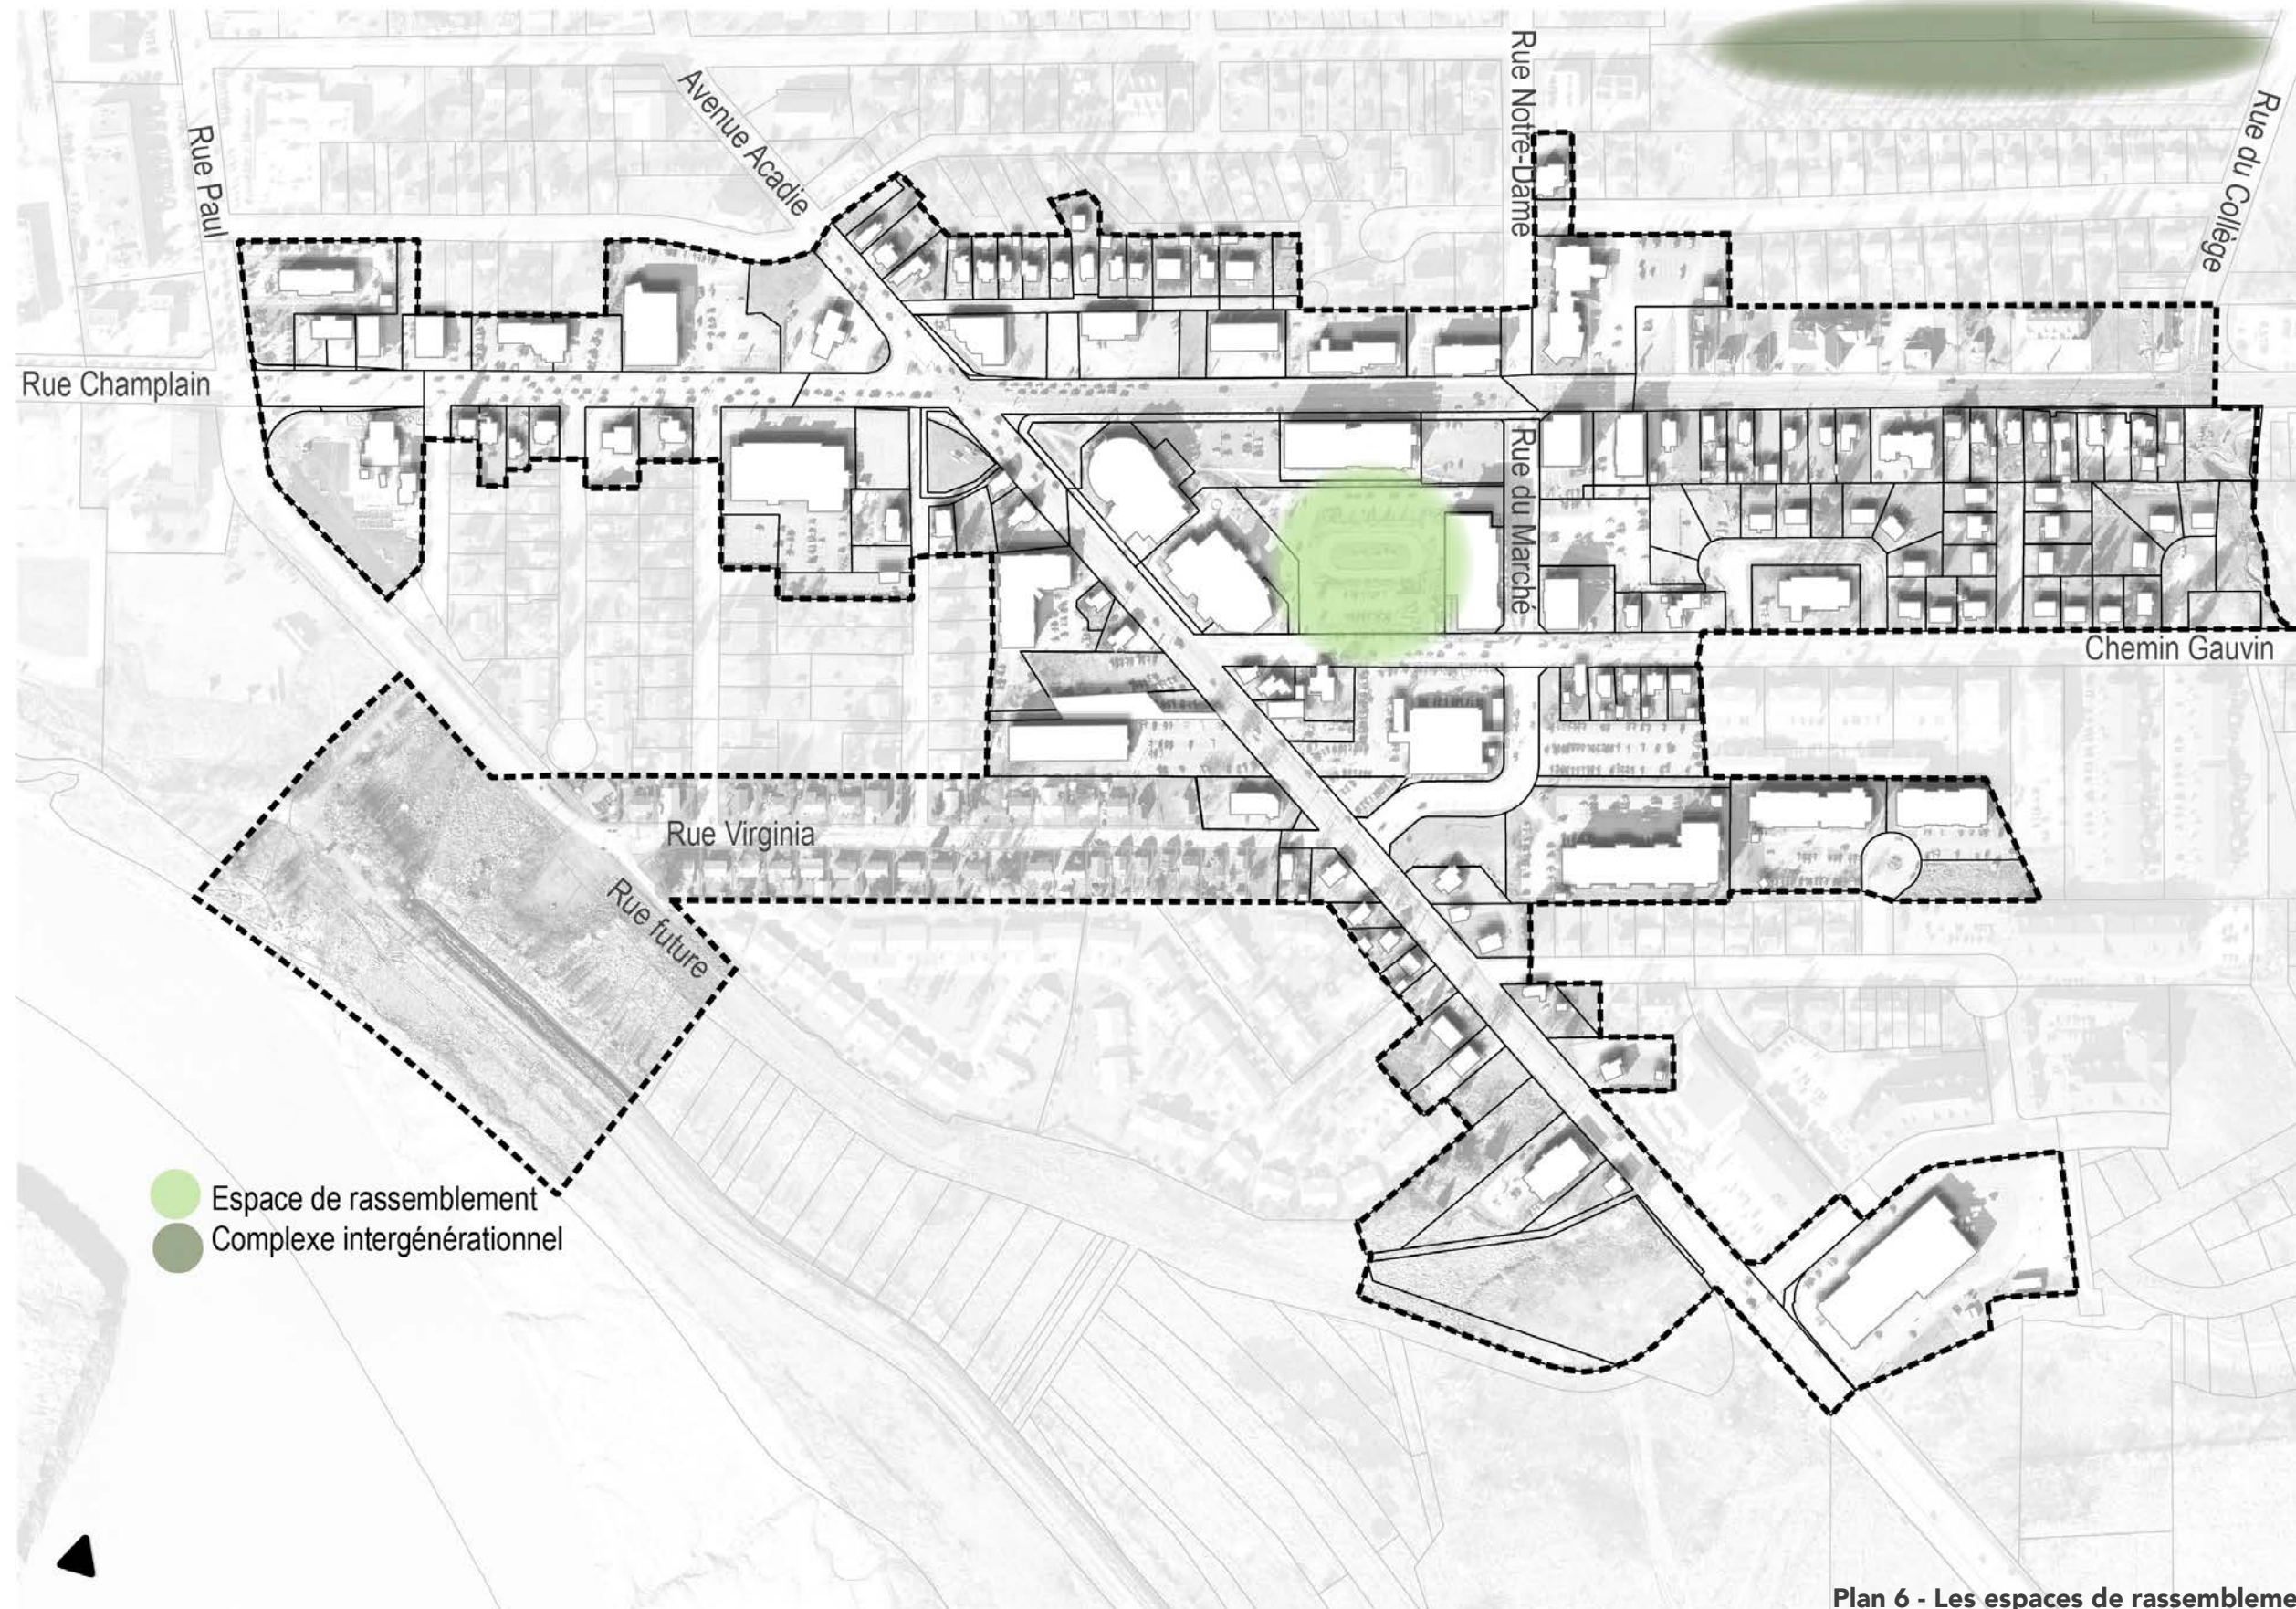 Rue Notre-Dame
Avenue Acadie
Rue du Collège
Rue Paul
Rue Champlain
Rue du Marché
Chemin Gauvin
Rue Virginia
Rue future
Espace de rassemblement
Complexe intergénérationnel
Plan 6 - Les espaces de rassembleme